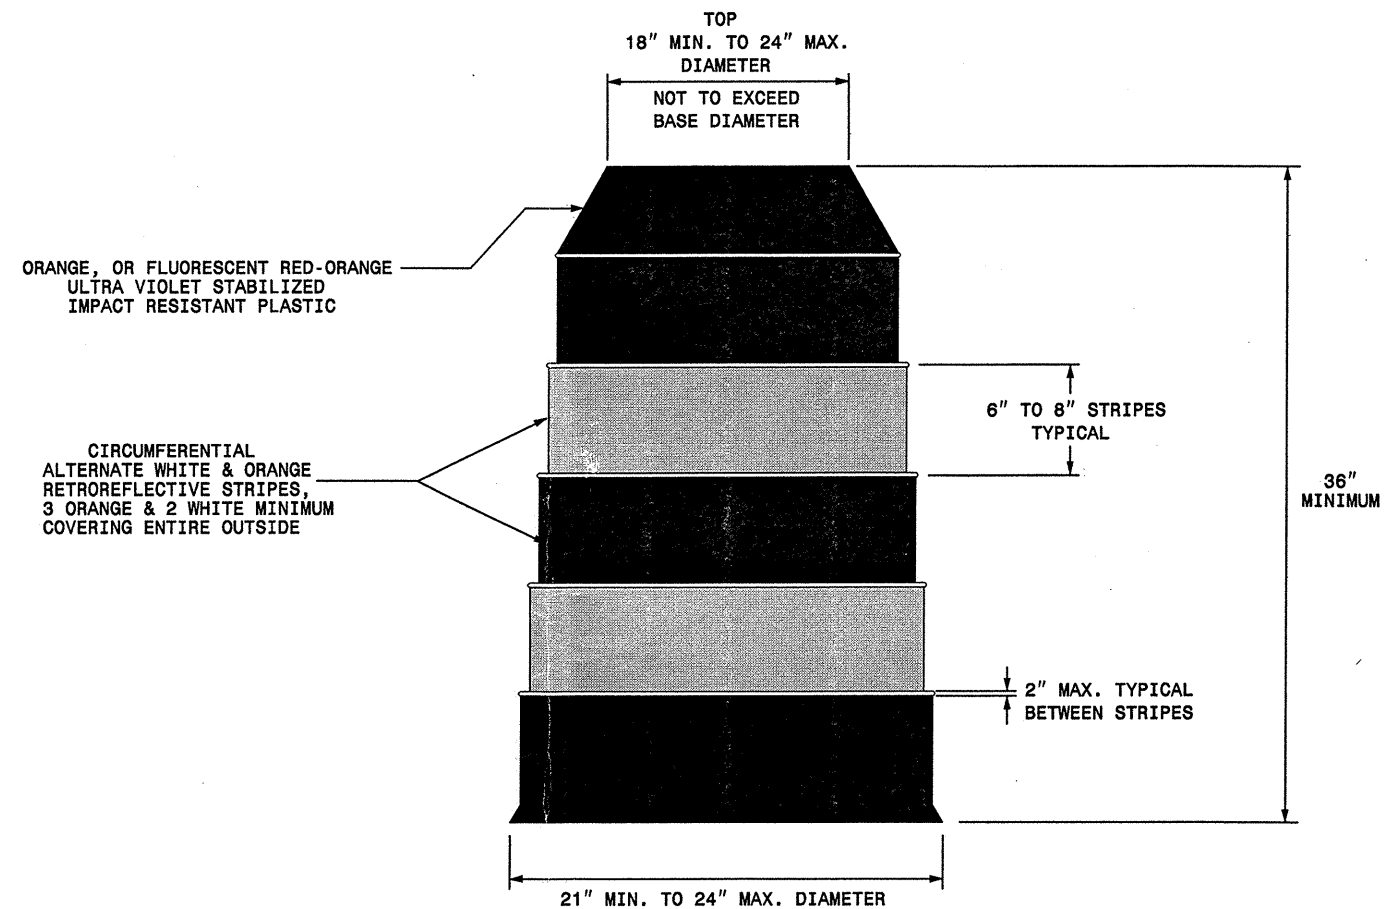 TOP
18" MIN. TO 24" MAX.
DIAMETER
NOT TO EXCEED
BASE DIAMETER
ORANGE, OR FLUORESCENT RED-ORANGE
ULTRA VIOLET STABILIZED
IMPACT RESISTANT PLASTIC
6" TO 8" STRIPES
TYPICAL
CIRCUMFERENTIAL
ALTERNATE WHITE & ORANGE
RETROREFLECTIVE STRIPES,
3 ORANGE & 2 WHITE MINIMUM
COVERING ENTIRE OUTSIDE
36"
MINIMUM
2" MAX. TYPICAL
BETWEEN STRIPES
21" MIN. TO 24" MAX. DIAMETER